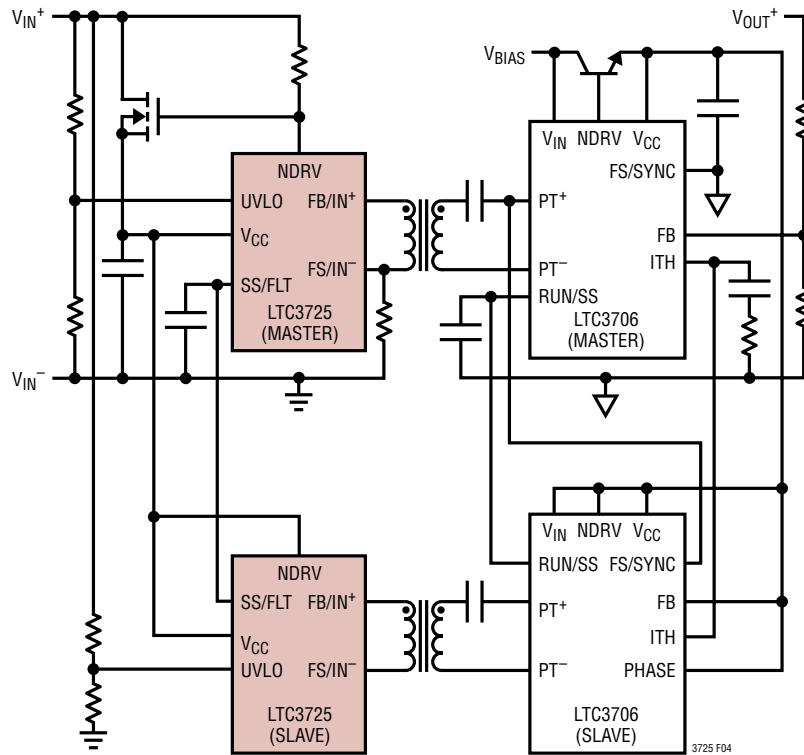 VIN+
VOUT+
VBIAS
VIN NDRV VCC
FS/SYNC
PT+
FB
ITH
PT−
RUN/SS
LTC3706
(MASTER)
NDRV
UVLO FB/IN+
VCC
FS/IN−
SS/FLT
LTC3725
(MASTER)
VIN−
VIN NDRV VCC
RUN/SS FS/SYNC
PT+
FB
ITH
PT−
PHASE
LTC3706
(SLAVE)
NDRV
SS/FLT FB/IN+
VCC
UVLO FS/IN−
LTC3725
(SLAVE)
3725 F04